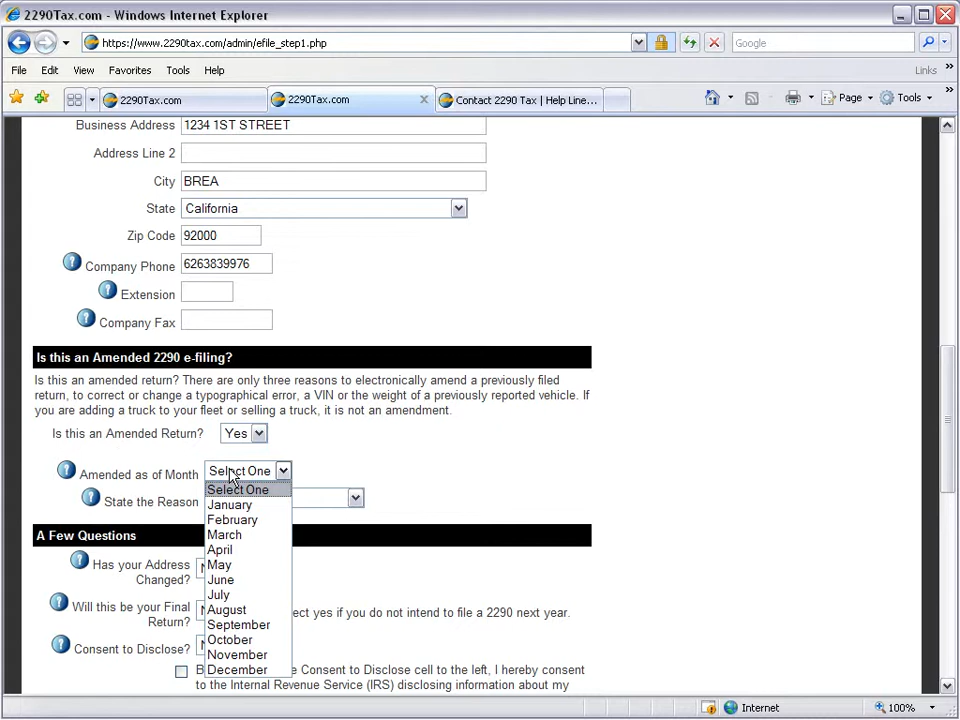 2290Tax.com - Windows Internet Explorer
https://www.2290tax.com/admin/efile_step1.php
Google
File Edit View Favorites Tools Help
Links
2290Tax.com
2290Tax.com
Contact 2290 Tax | Help Line...
Page
Tools
Business Address 1234 1ST STREET
Address Line 2
City BREA
State California
Zip Code 92000
Company Phone 6263839976
Extension
Company Fax
Is this an Amended 2290 e-filing?
Is this an amended return? There are only three reasons to electronically amend a previously filed
return, to correct or change a typographical error, a VIN or the weight of a previously reported vehicle. If
you are adding a truck to your fleet or selling a truck, it is not an amendment.
Is this an Amended Return? Yes
Amended as of Month Select One
Select One
January
February
March
April
May
June
July
August
September
October
November
December
State the Reason
A Few Questions
Has your Address
Changed?
Will this be your Final
Return?
ect yes if you do not intend to file a 2290 next year.
Consent to Disclose?
e Consent to Disclose cell to the left, I hereby consent
to the Internal Revenue Service (IRS) disclosing information about my
Internet
100%